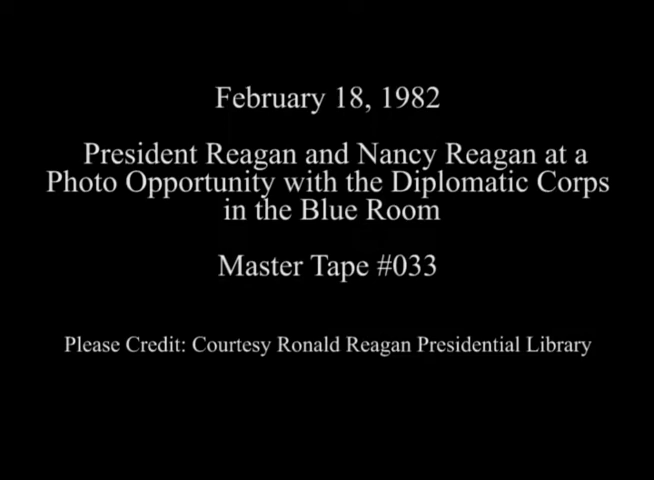 February 18, 1982
President Reagan and Nancy Reagan at a
Photo Opportunity with the Diplomatic Corps
in the Blue Room
Master Tape #033
Please Credit: Courtesy Ronald Reagan Presidential Library